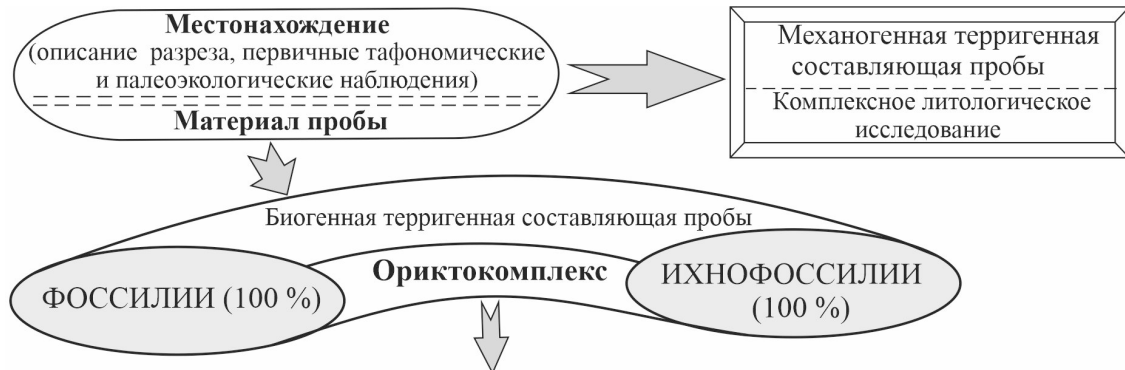 Местонахождение
(описание разреза, первичные тафономические
и палеоэкологические наблюдения)
Материал пробы
Механогенная терригенная
составляющая пробы
Комплексное литологическое
исследование
Биогенная терригенная составляющая пробы
Ориктокомплекс
ФОССИЛИИ (100 %)
ИХНОФОССИЛИИ
(100 %)